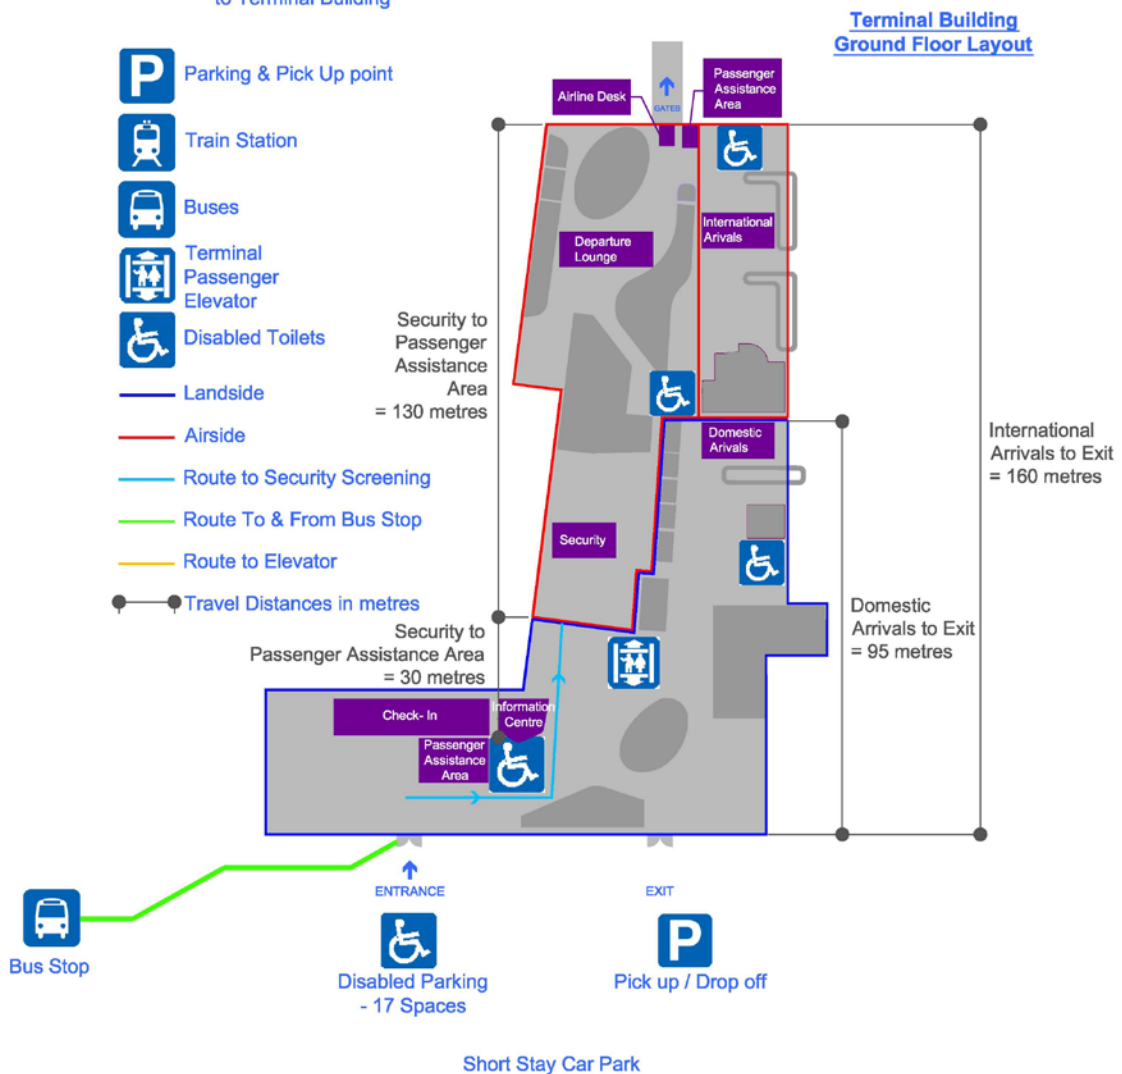 to Terminal Building
Terminal Building
Ground Floor Layout
P
Parking & Pick Up point
Train Station
Buses
Terminal
Passenger
Elevator
Disabled Toilets
Landside
Airside
Route to Security Screening
Route To & From Bus Stop
Route to Elevator
Travel Distances in metres
Airline Desk
GATES
Passenger
Assistance
Area
Departure
Lounge
International
Arivals
Security to
Passenger
Assistance
Area
= 130 metres
Domestic
Arivals
International
Arrivals to Exit
= 160 metres
Security
Domestic
Arrivals to Exit
= 95 metres
Security to
Passenger Assistance Area
= 30 metres
Check- In
Information
Centre
Passenger
Assistance
Area
ENTRANCE
EXIT
Bus Stop
Disabled Parking
- 17 Spaces
P
Pick up / Drop off
Short Stay Car Park